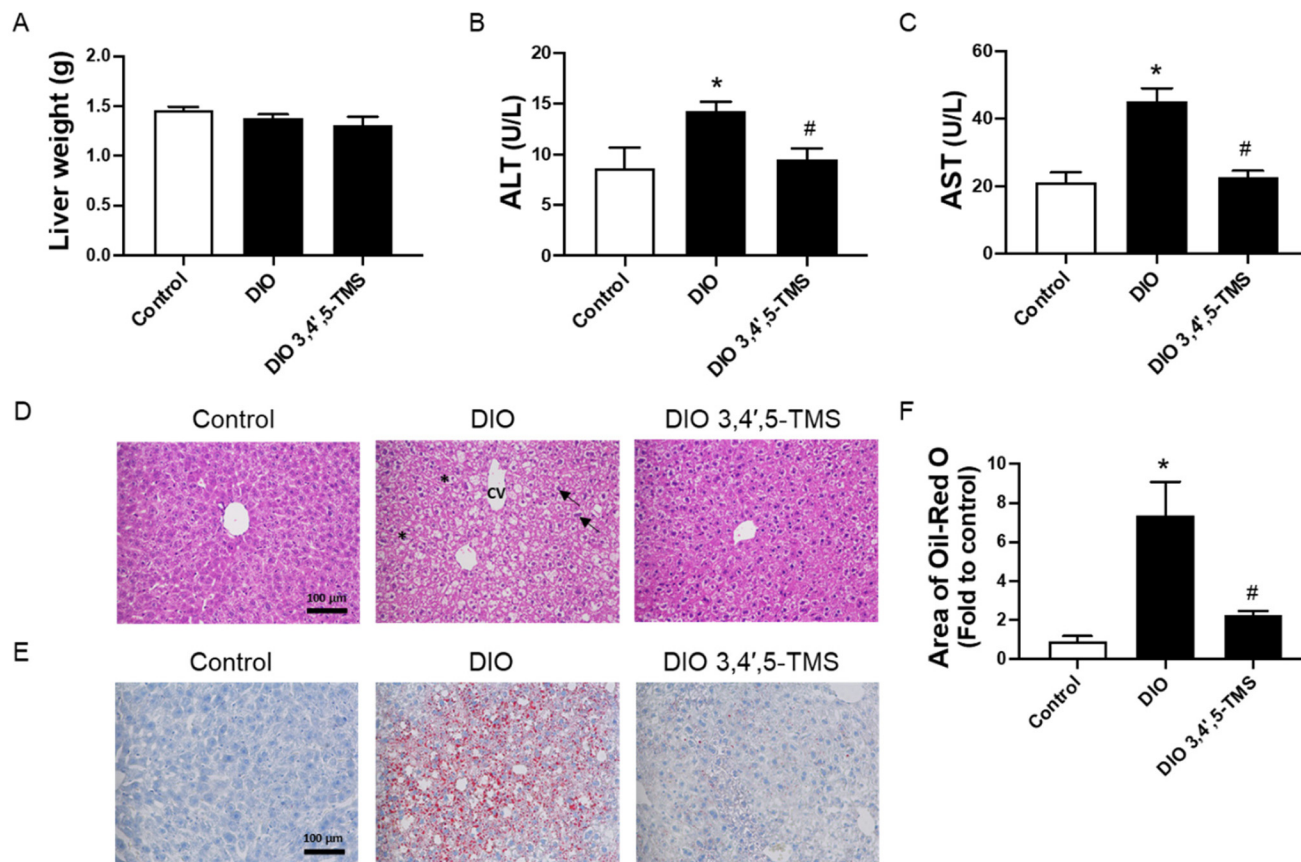 A
Liver weight (g)
2.0
1.5
1.0
0.5
0.0
Control
DIO
DIO 3,4',5-TMS
B
ALT (U/L)
20
15
10
5
0
*
#
Control
DIO
DIO 3,4',5-TMS
C
AST (U/L)
60
40
20
0
*
#
Control
DIO
DIO 3,4',5-TMS
D
Control
DIO
DIO 3,4′,5-TMS
100 µm
*
CV
*
E
Control
DIO
DIO 3,4′,5-TMS
100 µm
F
Area of Oil-Red O
(Fold to control)
10
8
6
4
2
0
*
#
Control
DIO
DIO 3,4',5-TMS